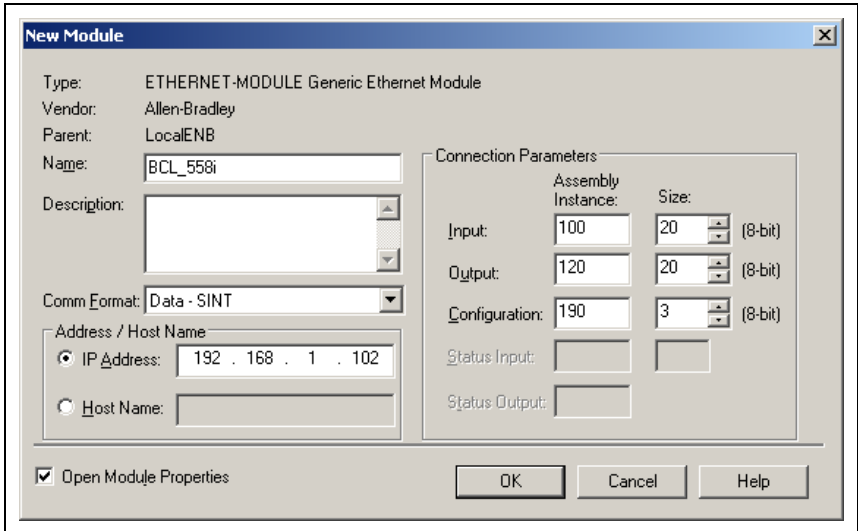 New Module
Type: ETHERNET-MODULE Generic Ethernet Module
Vendor: Allen-Bradley
Parent: LocalENB
Name: BCL_558i
Description:
Comm Format: Data - SINT
Address / Host Name
IP Address: 192 . 168 . 1 . 102
Host Name:
Connection Parameters
Assembly
Instance: Size:
Input: 100 20 (8-bit)
Output: 120 20 (8-bit)
Configuration: 190 3 (8-bit)
Status Input:
Status Output:
Open Module Properties
OK Cancel Help